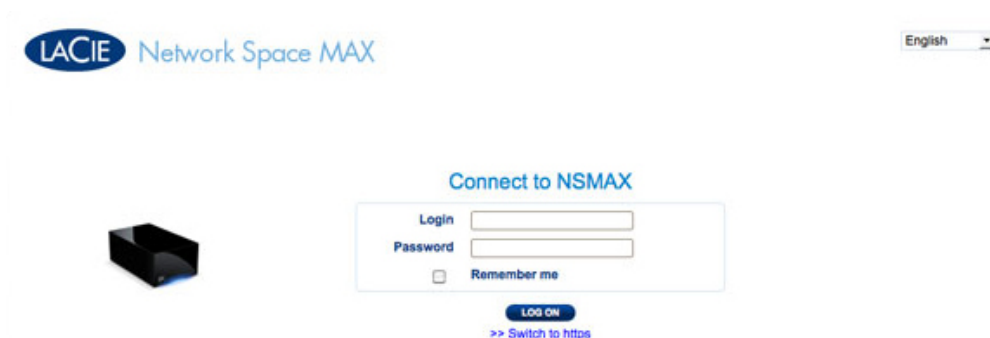 LACIE Network Space MAX
English
Connect to NSMAX
Login
Password
Remember me
LOG ON
>> Switch to https